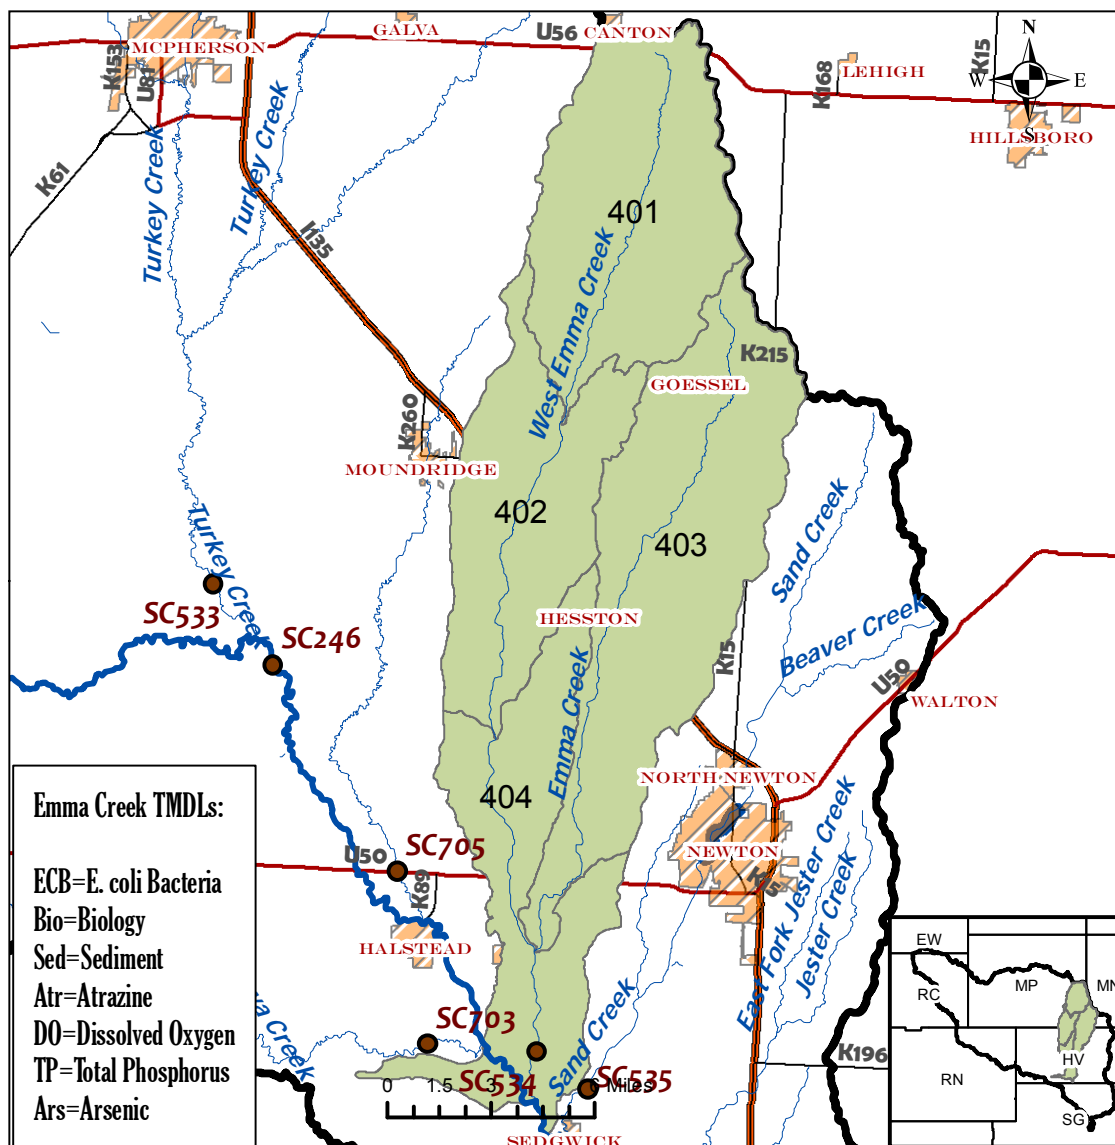 GALVA
U56
CANTON
MCPHERSON
K153
U81
K15
N
W
E
S
K168
LEHIGH
HILLSBORO
K61
Turkey Creek
Turkey Creek
I135
401
West Emma Creek
K215
GOESSEL
K260
MOUNDRIDGE
402
403
Sand Creek
Turkey Creek
SC533
SC246
HESSTON
K15
Beaver Creek
U50
WALTON
Emma Creek
NORTH NEWTON
404
NEWTON
East Fork Jester Creek
Jester Creek
U50
SC705
K89
HALSTEAD
Sand Creek
SC703
SC534
SC535
K196
0 1.5 3 6 Miles
SEDGWICK
Emma Creek TMDLs:
ECB=E. coli Bacteria
Bio=Biology
Sed=Sediment
Atr=Atrazine
DO=Dissolved Oxygen
TP=Total Phosphorus
Ars=Arsenic
Creek
EW
RC
MP
MN
HV
RN
SG